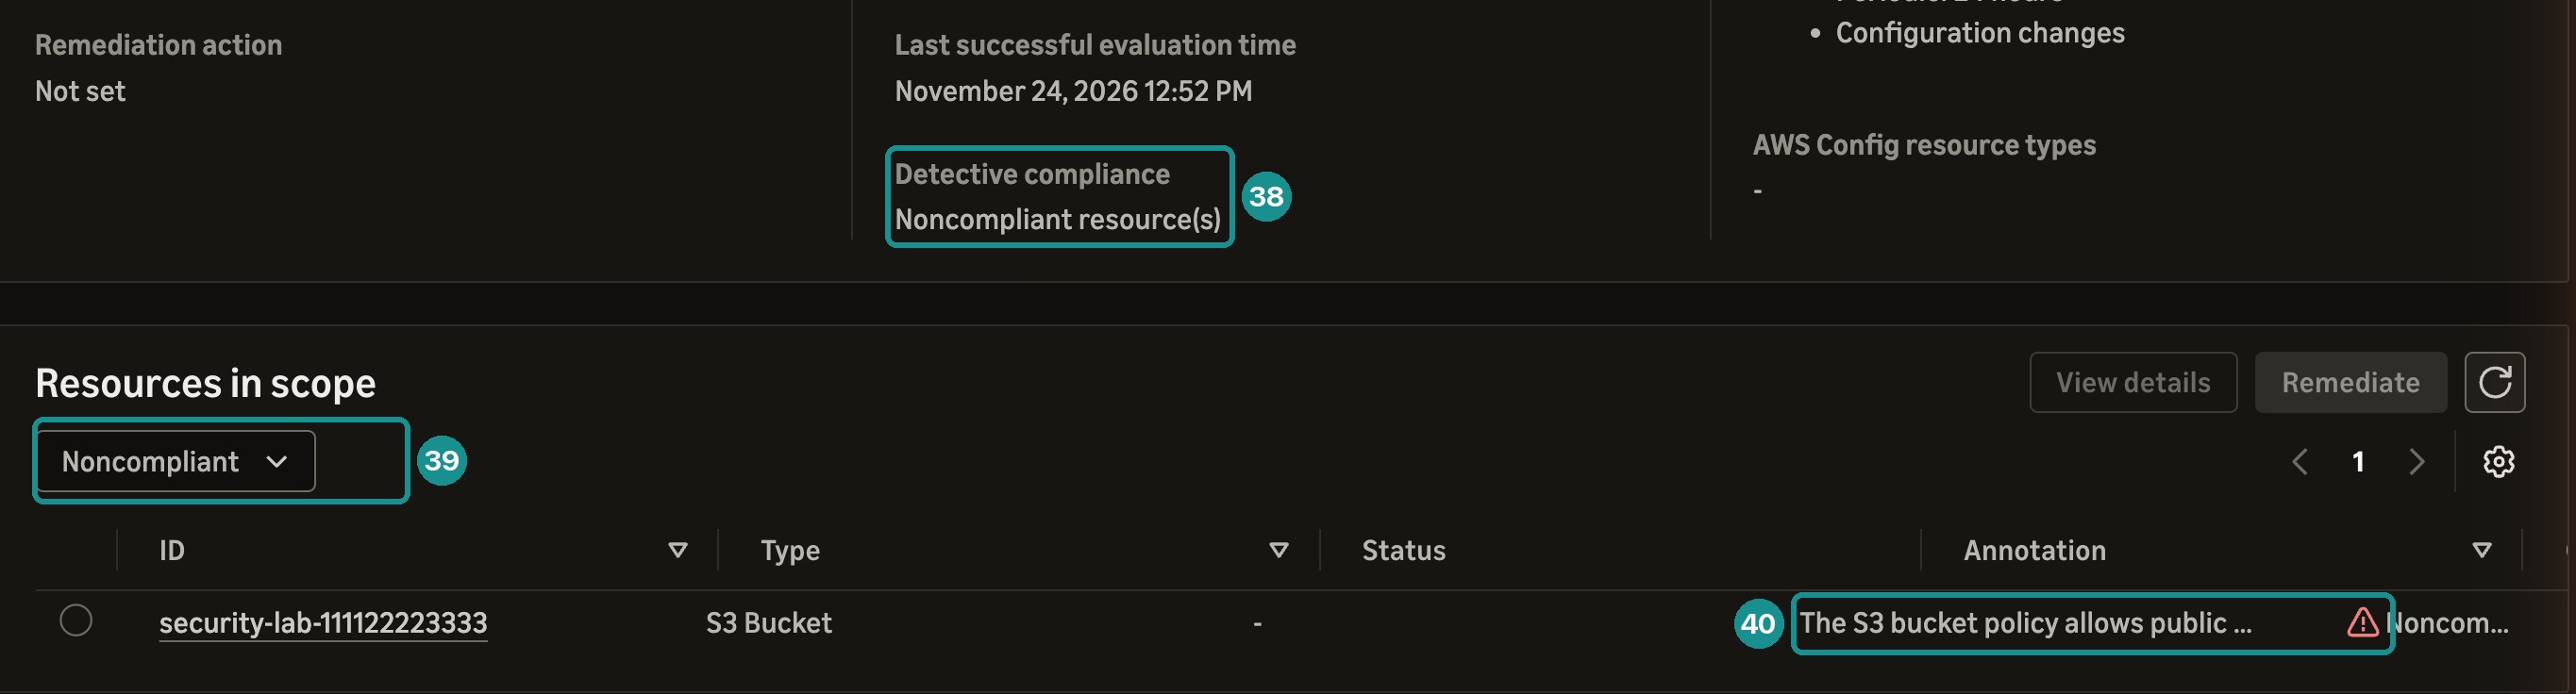 Configuration changes
Remediation action
Not set
Last successful evaluation time
November 24, 2026 12:52 PM
Detective compliance
Noncompliant resource(s)
38
AWS Config resource types
-
Resources in scope
View details
Remediate
Noncompliant
39
1
ID
Type
Status
Annotation
security-lab-111122223333
S3 Bucket
-
40
The S3 bucket policy allows public ...
Noncom...